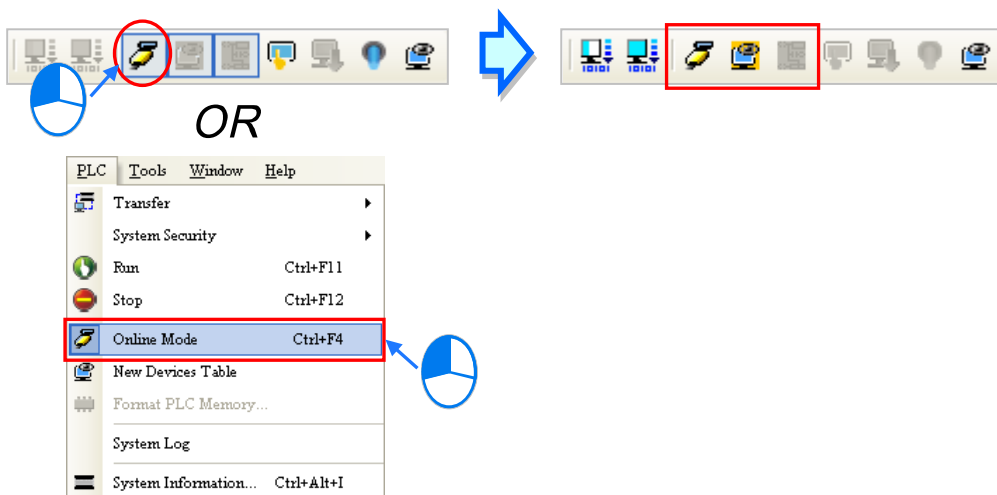 OR
PLC Tools Window Help
Transfer
System Security
Run Ctrl+F11
Stop Ctrl+F12
Online Mode Ctrl+F4
New Devices Table
Format PLC Memory...
System Log
System Information... Ctrl+Alt+I